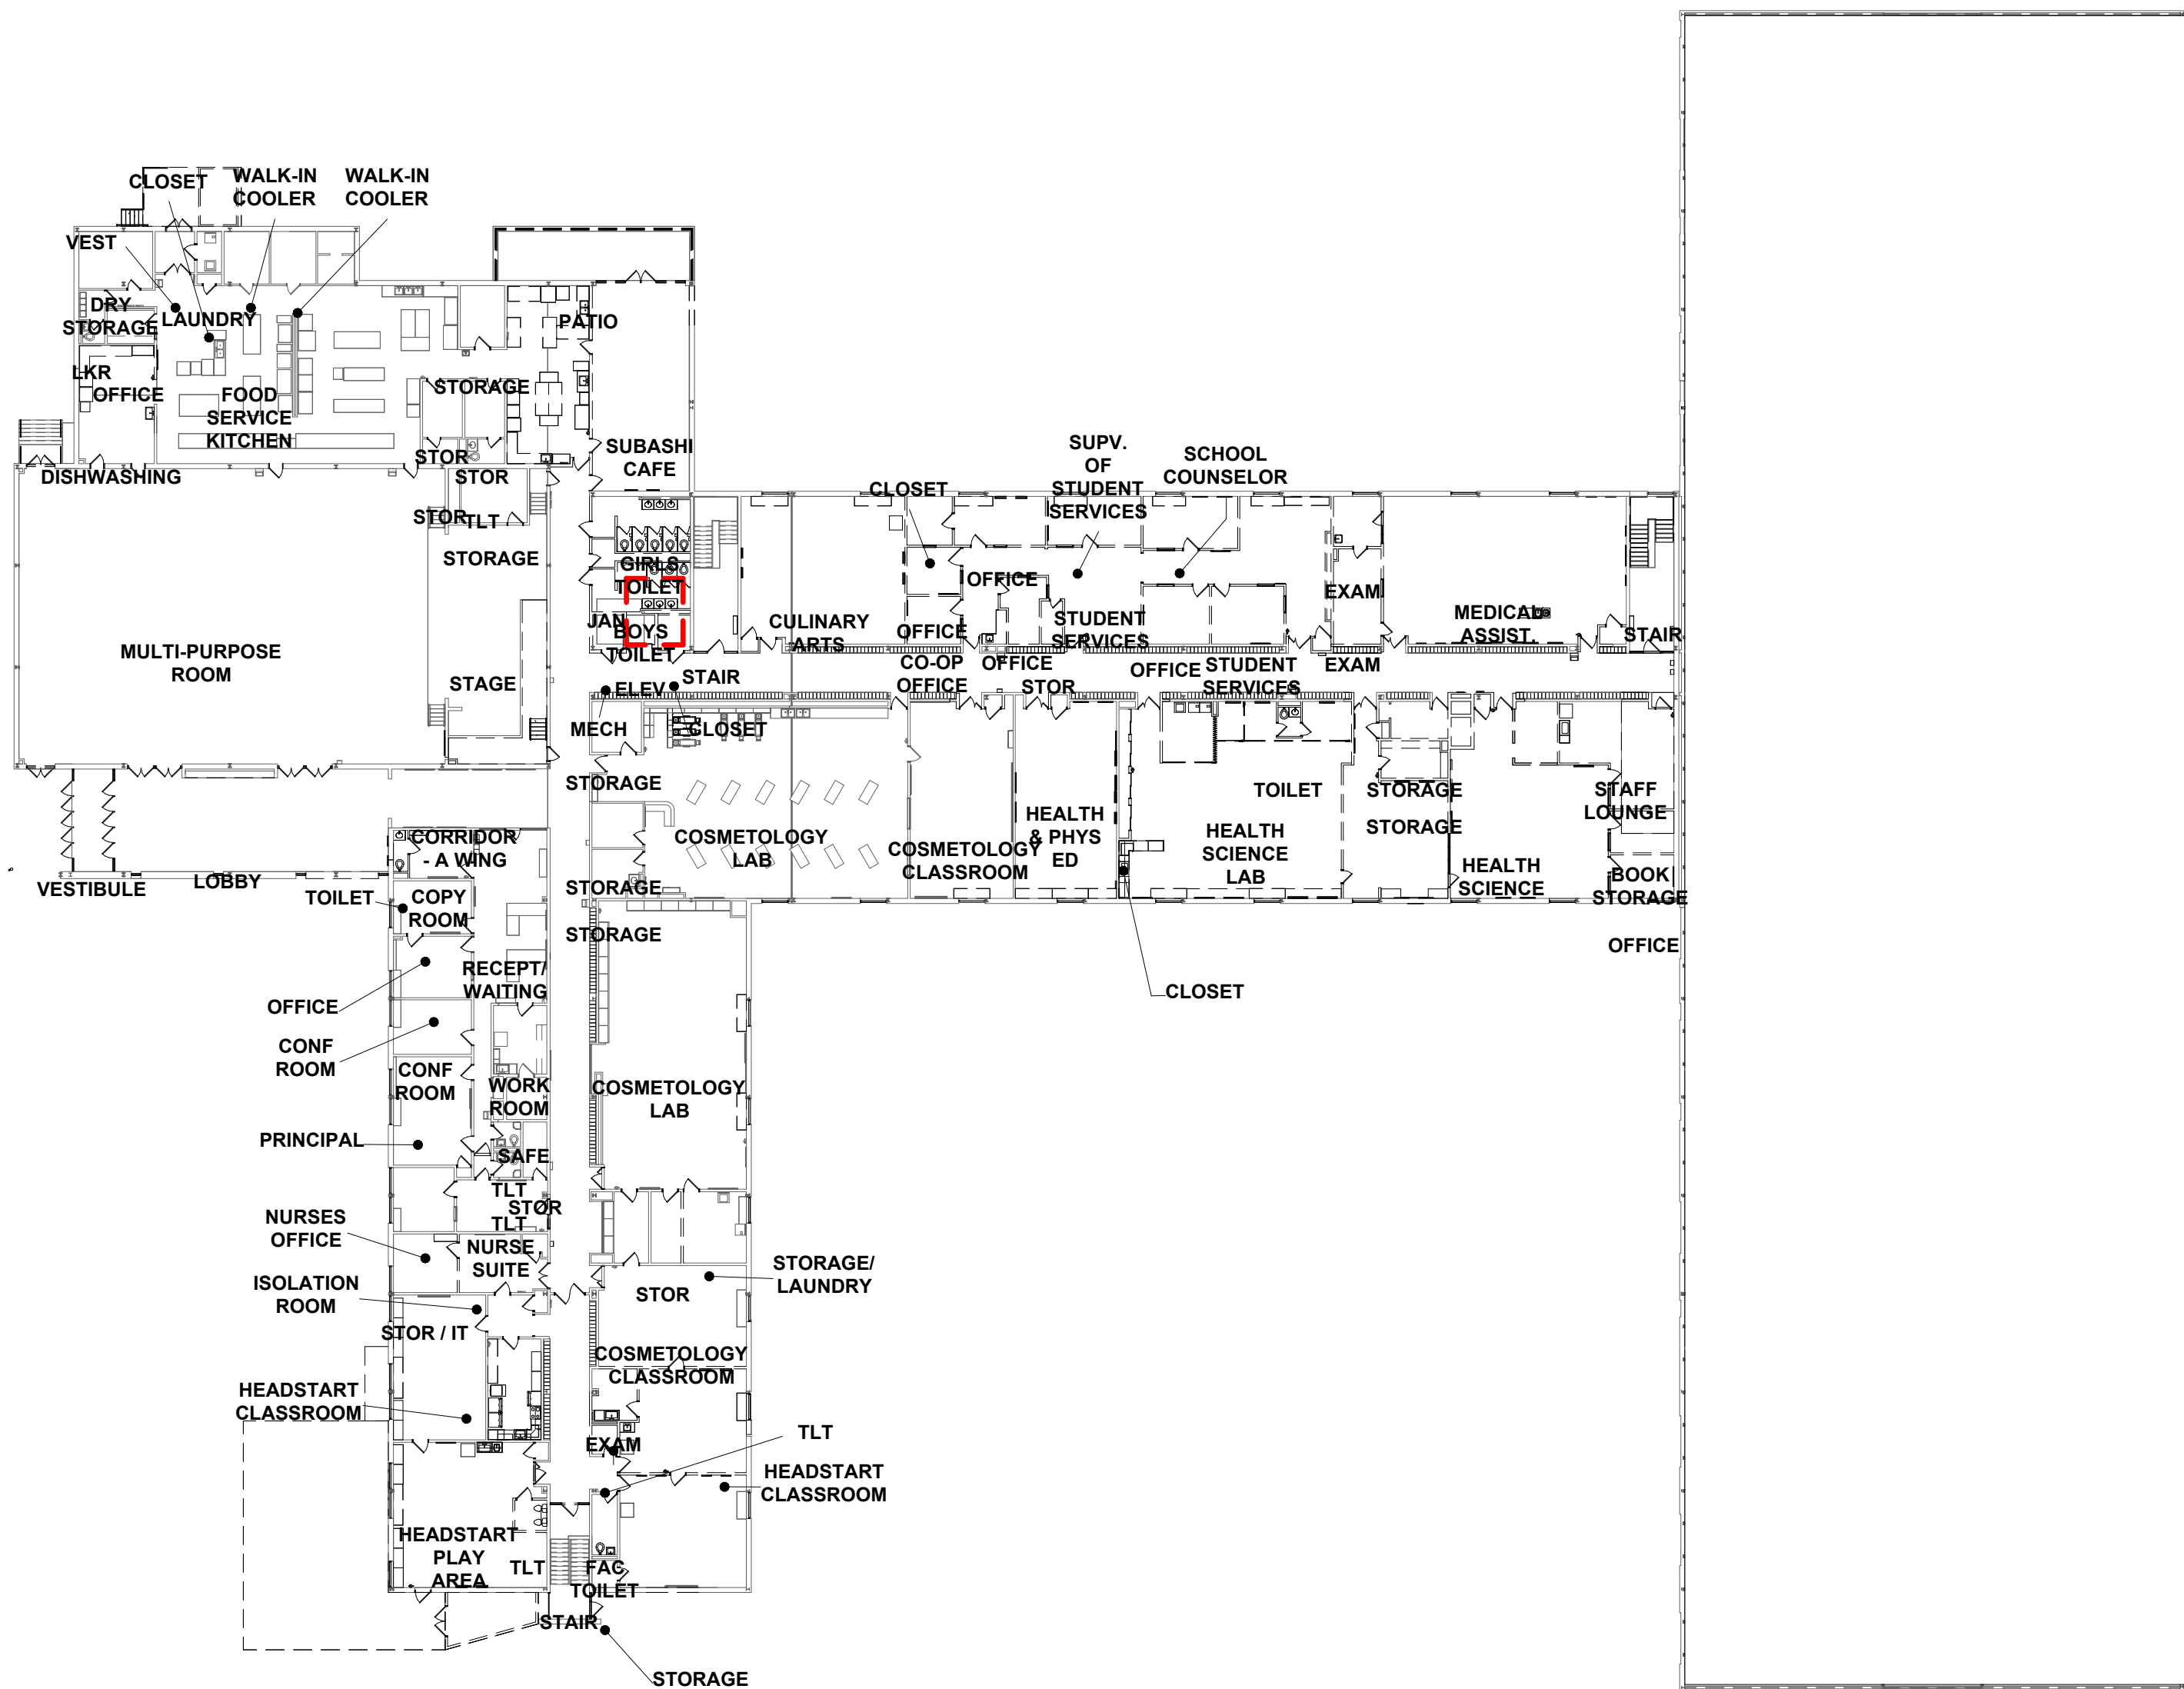 CLOSET
WALK-IN
COOLER
WALK-IN
COOLER
VEST
DRY
STORAGE
LAUNDRY
PATIO
LKR
OFFICE
FOOD
SERVICE
KITCHEN
STORAGE
SUBASHI
CAFE
STOR
STOR
DISHWASHING
SUPV.
OF
STUDENT
SERVICES
SCHOOL
COUNSELOR
CLOSET
STOR
TLT
STORAGE
GIRLS
TOILET
OFFICE
EXAM
JAN
BOYS
TOILET
CULINARY
ARTS
OFFICE
STUDENT
SERVICES
MEDICAL
ASSIST.
STAIR
MULTI-PURPOSE
ROOM
STAGE
ELEV
STAIR
CO-OP
OFFICE
OFFICE
STOR
OFFICE
STUDENT
SERVICES
EXAM
MECH
CLOSET
STORAGE
TOILET
STORAGE
STAFF
LOUNGE
STORAGE
HEALTH
& PHYS
ED
COSMETOLOGY
LAB
COSMETOLOGY
CLASSROOM
HEALTH
SCIENCE
LAB
HEALTH
SCIENCE
BOOK
STORAGE
CORRIDOR
- A WING
VESTIBULE
LOBBY
TOILET
COPY
ROOM
STORAGE
STORAGE
OFFICE
RECEPT/
WAITING
CLOSET
OFFICE
CONF
ROOM
CONF
ROOM
WORK
ROOM
COSMETOLOGY
LAB
PRINCIPAL
SAFE
TLT
STOR
TLT
NURSES
OFFICE
NURSE
SUITE
STORAGE/
LAUNDRY
ISOLATION
ROOM
STOR
STOR / IT
COSMETOLOGY
CLASSROOM
HEADSTART
CLASSROOM
TLT
EXAM
HEADSTART
CLASSROOM
HEADSTART
PLAY
AREA
TLT
FAC
TOILET
STAIR
STORAGE